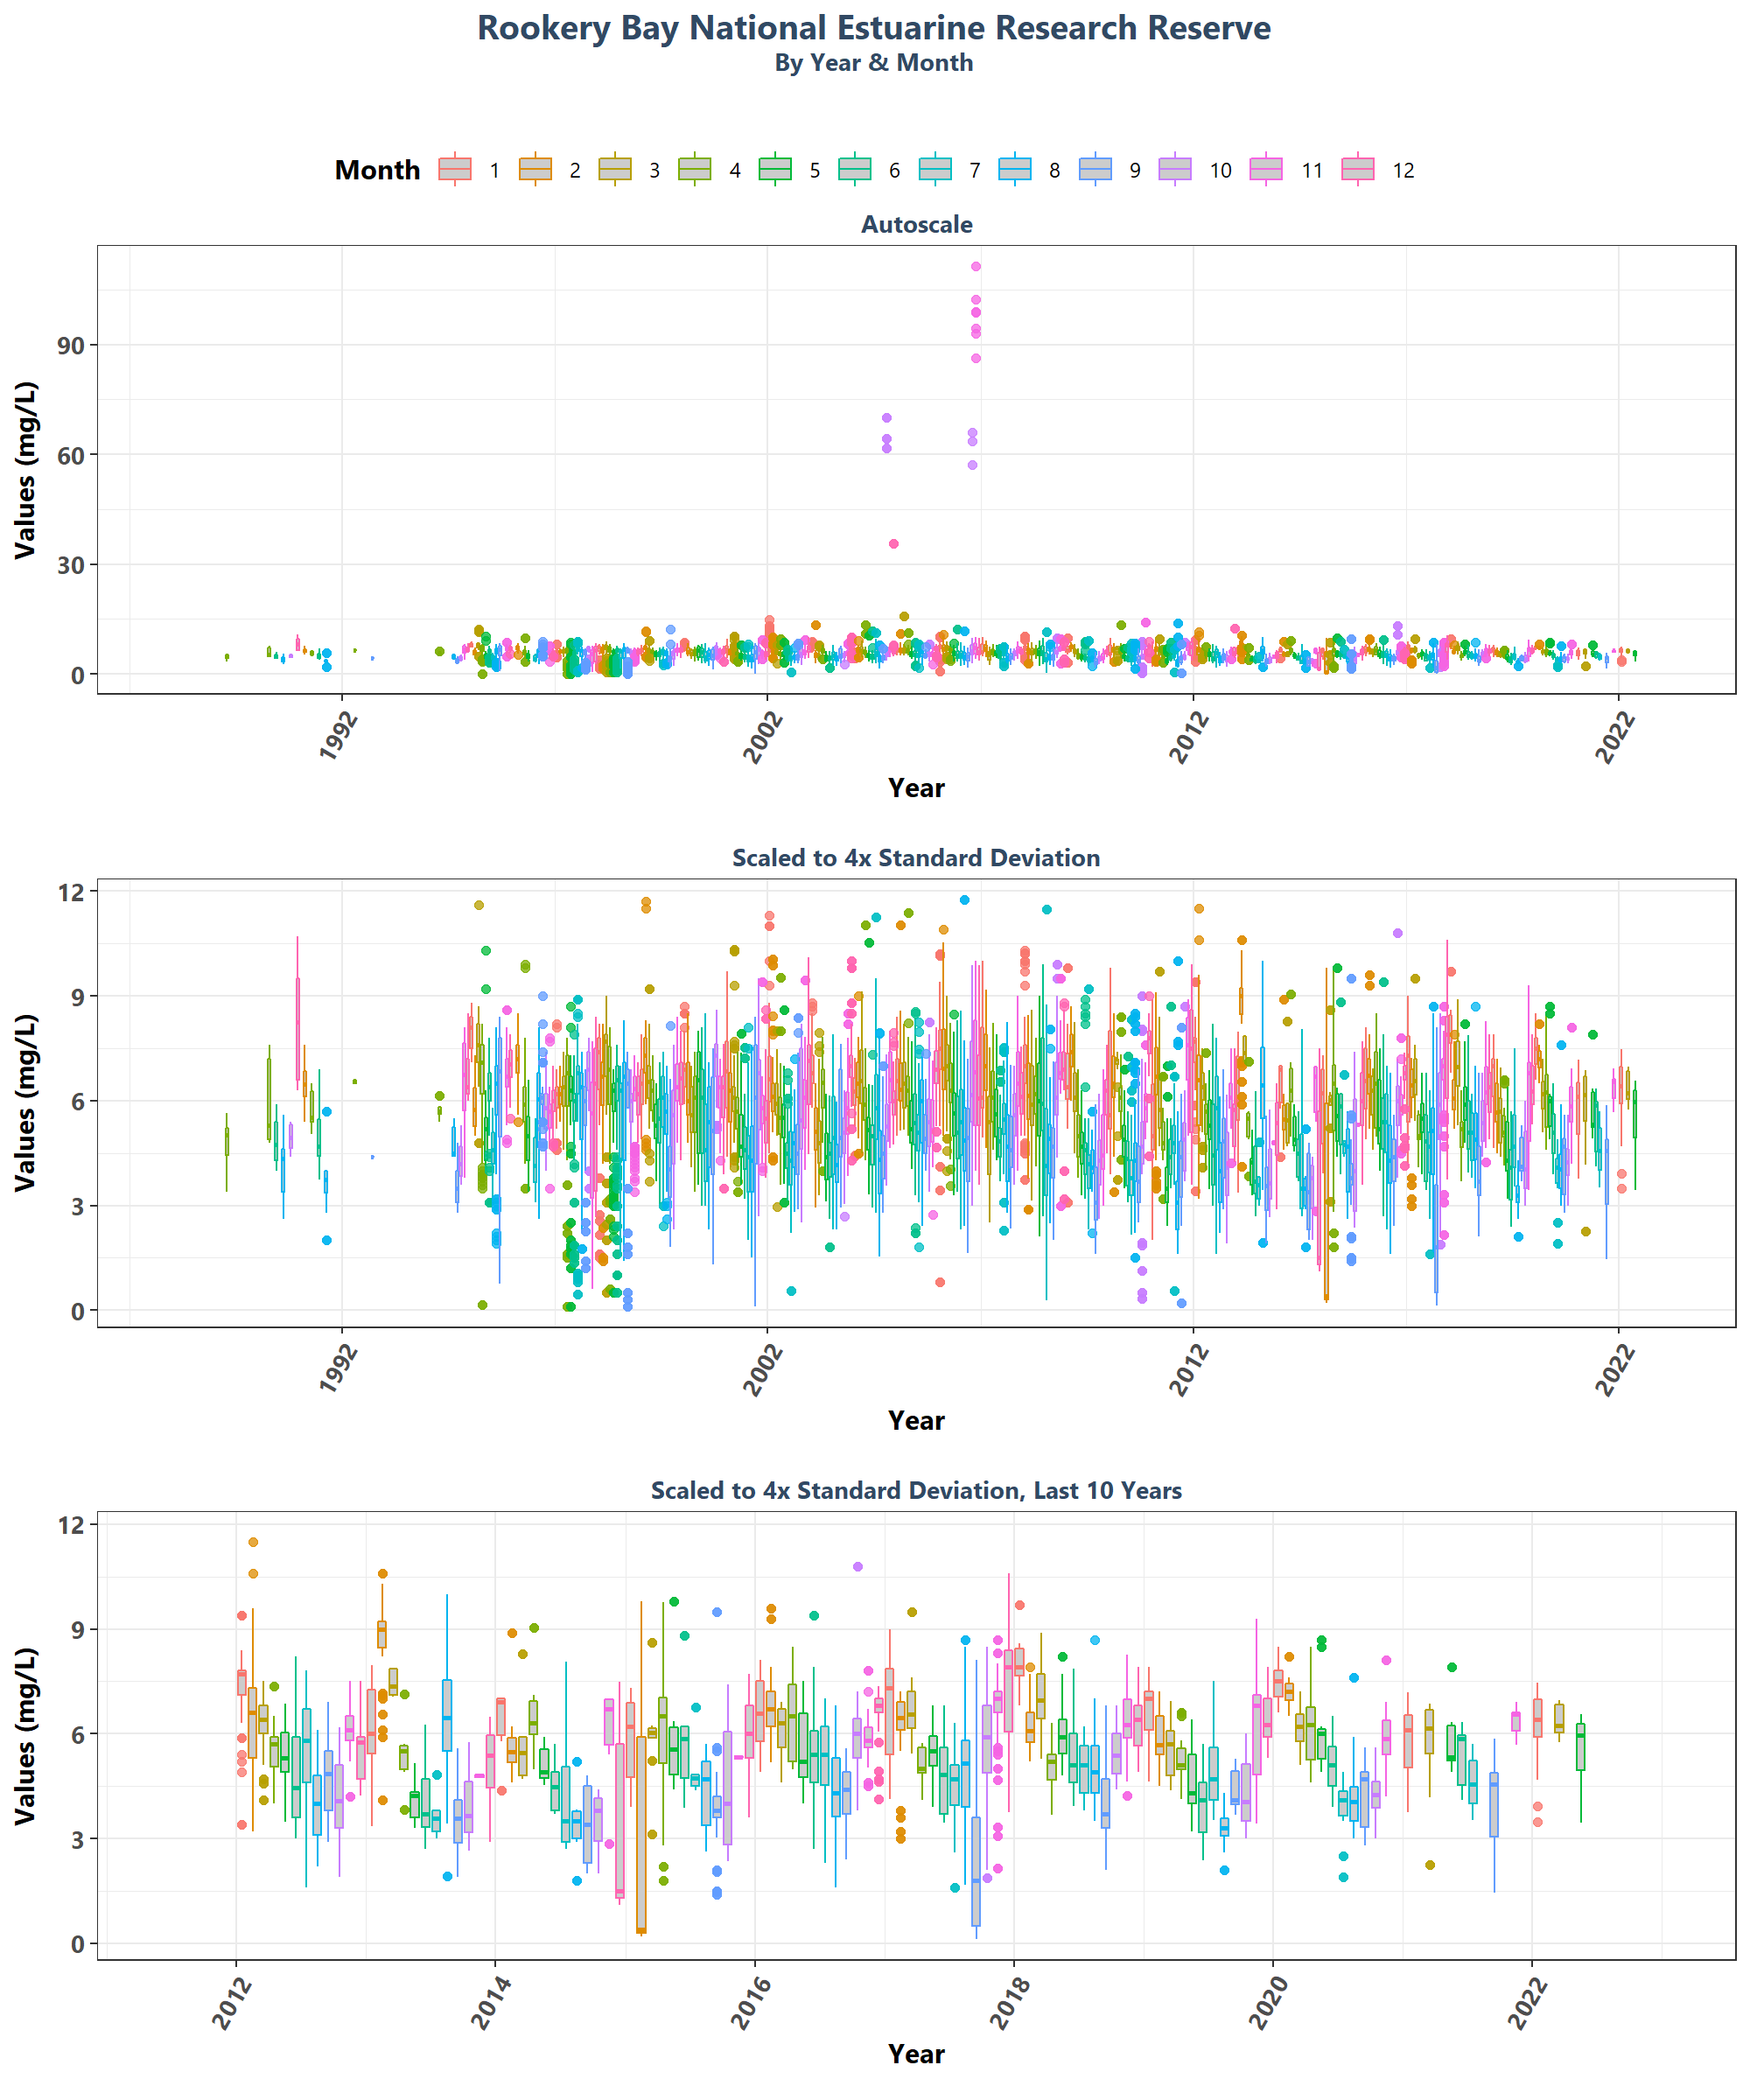 Rookery Bay National Estuarine Research Reserve
By Year & Month
Month 1 2 3 4 5 6 7 8 9 10 11 12
Autoscale
Values (mg/L)
90
60
30
0
1992 2002 2012 2022
Year
Scaled to 4x Standard Deviation
Values (mg/L)
12
9
6
3
0
1992 2002 2012 2022
Year
Scaled to 4x Standard Deviation, Last 10 Years
Values (mg/L)
12
9
6
3
0
2012 2014 2016 2018 2020 2022
Year